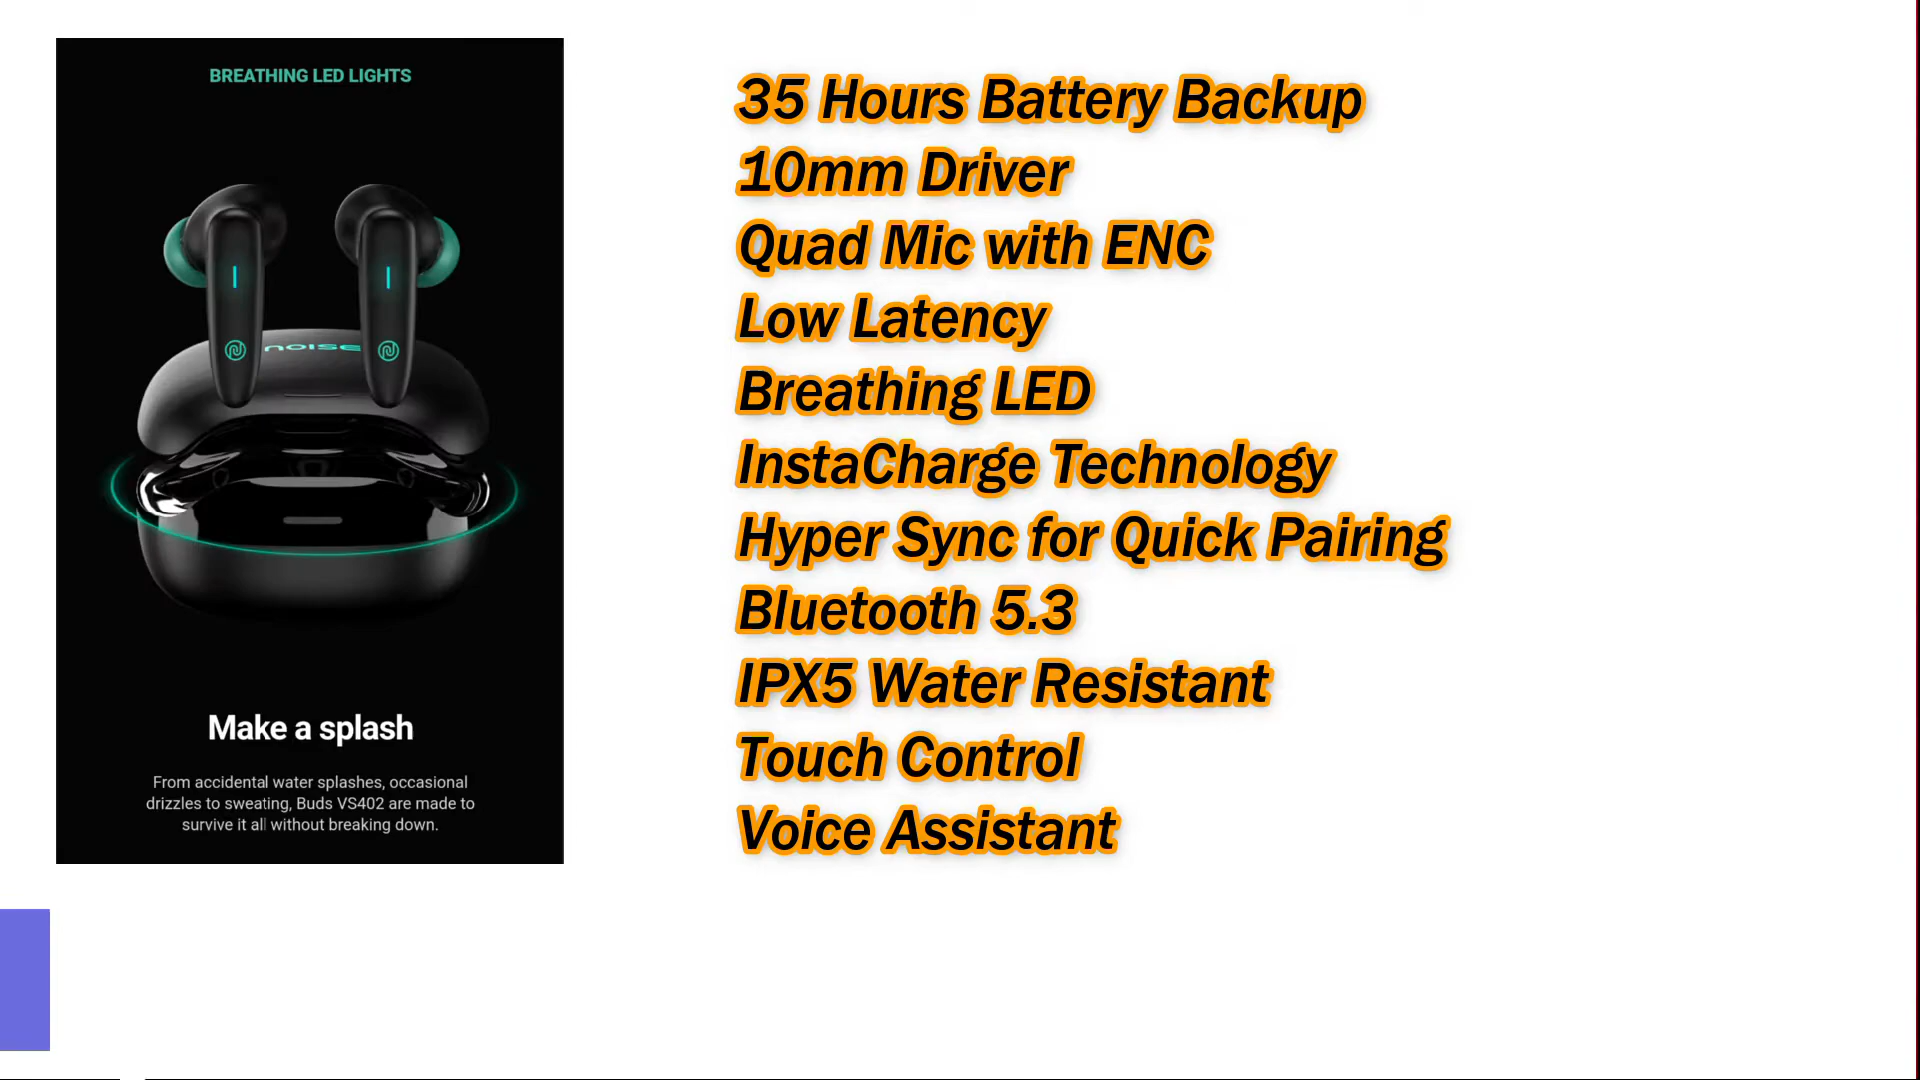 BREATHING LED LIGHTS
noise
Make a splash
From accidental water splashes, occasional
drizzles to sweating, Buds VS402 are made to
survive it all without breaking down.
35 Hours Battery Backup
10mm Driver
Quad Mic with ENC
Low Latency
Breathing LED
InstaCharge Technology
Hyper Sync for Quick Pairing
Bluetooth 5.3
IPX5 Water Resistant
Touch Control
Voice Assistant